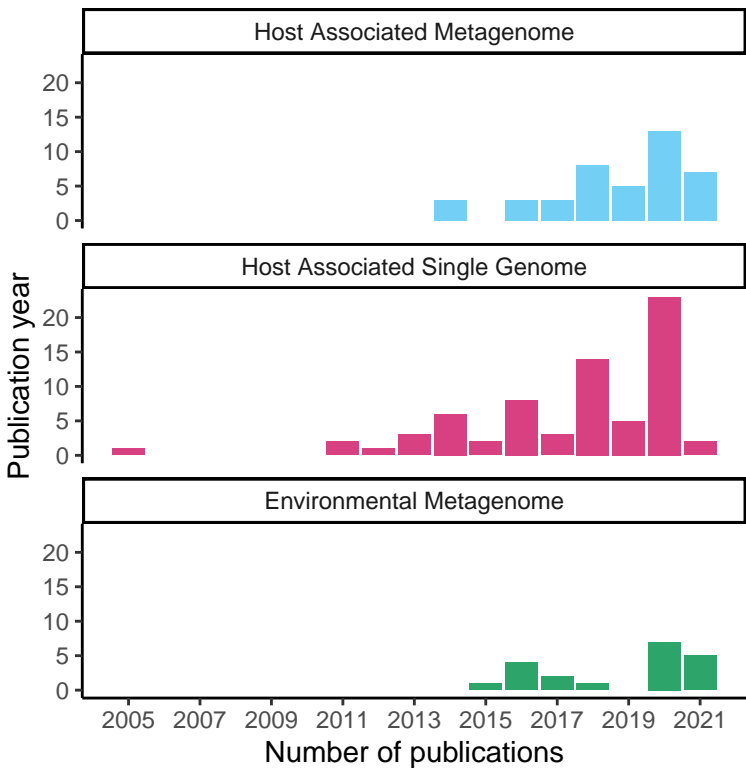 Host Associated Metagenome
20
15
10
5
0
Host Associated Single Genome
20
15
10
5
0
Environmental Metagenome
20
15
10
5
0
Publication year
2005 2007 2009 2011 2013 2015 2017 2019 2021
Number of publications